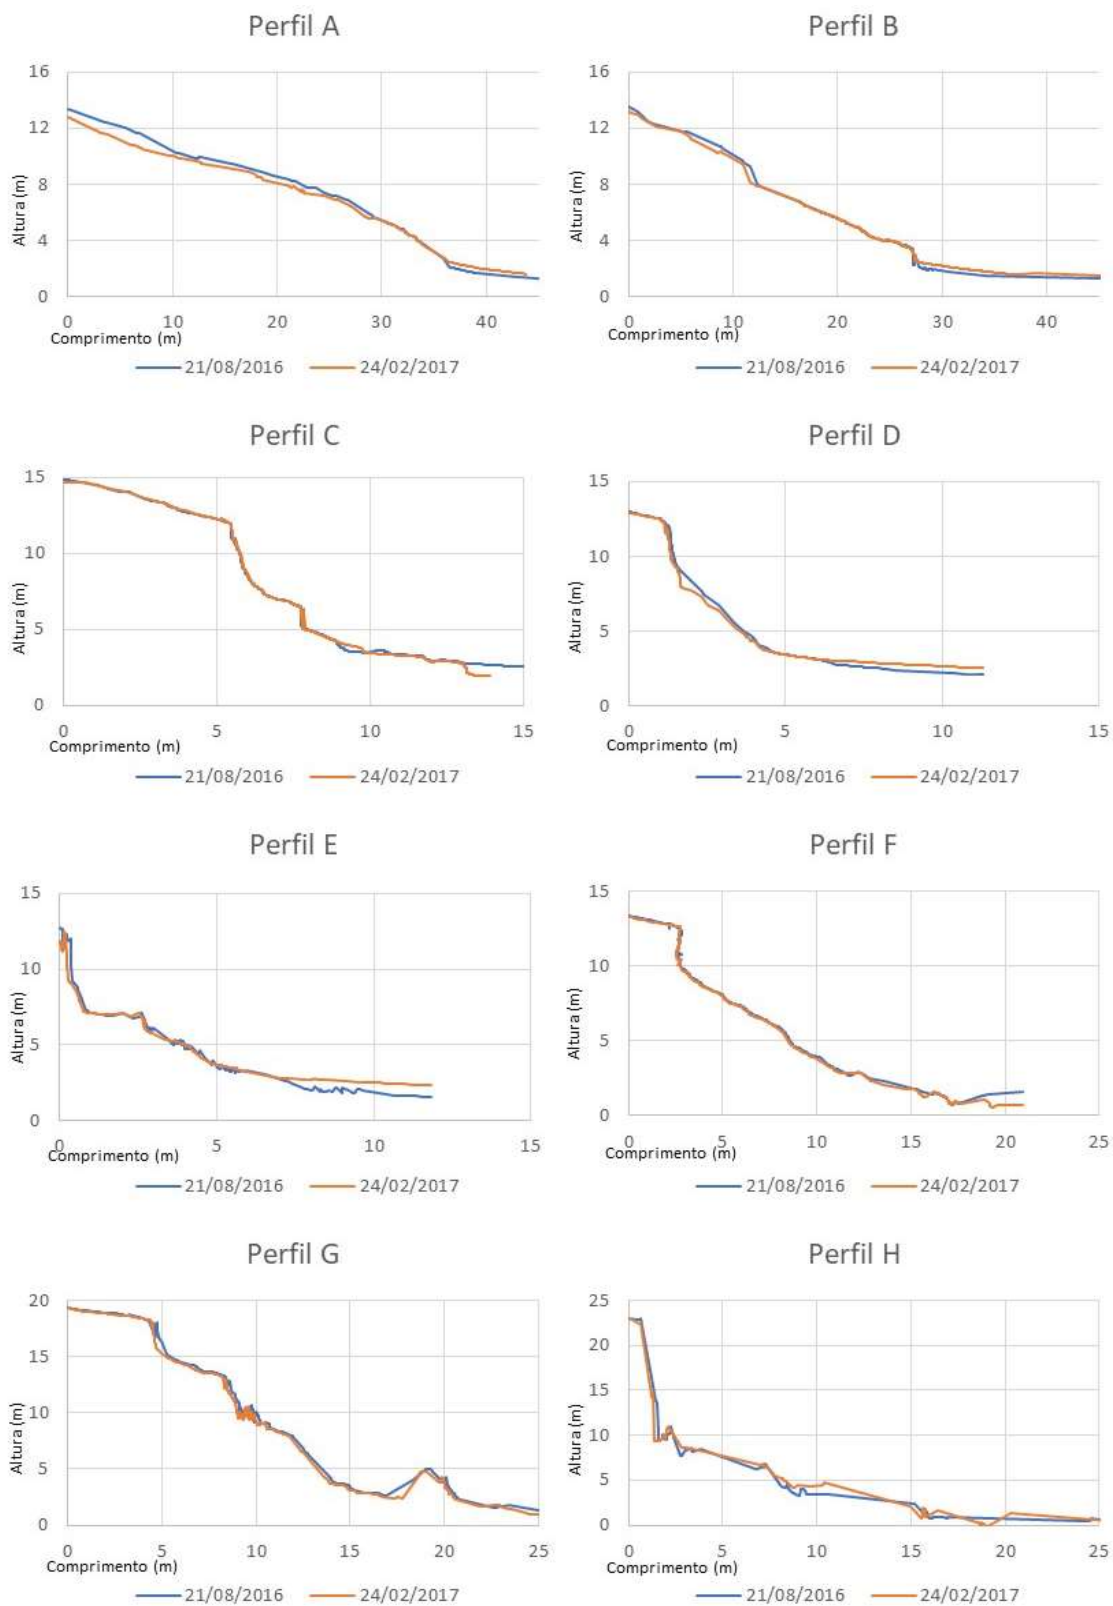 Perfil A
Perfil B
16
12
8
4
0
Altura (m)
0 10 20 30 40
Comprimento (m)
21/08/2016 24/02/2017
16
12
8
4
0
Altura (m)
0 10 20 30 40
Comprimento (m)
21/08/2016 24/02/2017
Perfil C
Perfil D
15
10
5
0
Altura (m)
0 5 10 15
Comprimento (m)
21/08/2016 24/02/2017
15
10
5
0
Altura (m)
0 5 10 15
Comprimento (m)
21/08/2016 24/02/2017
Perfil E
Perfil F
15
10
5
0
Altura (m)
0 5 10 15
Comprimento (m)
21/08/2016 24/02/2017
15
10
5
0
Altura (m)
0 5 10 15 20 25
Comprimento (m)
21/08/2016 24/02/2017
Perfil G
Perfil H
20
15
10
5
0
Altura (m)
0 5 10 15 20 25
Comprimento (m)
21/08/2016 24/02/2017
25
20
15
10
5
0
Altura (m)
0 5 10 15 20 25
Comprimento (m)
21/08/2016 24/02/2017